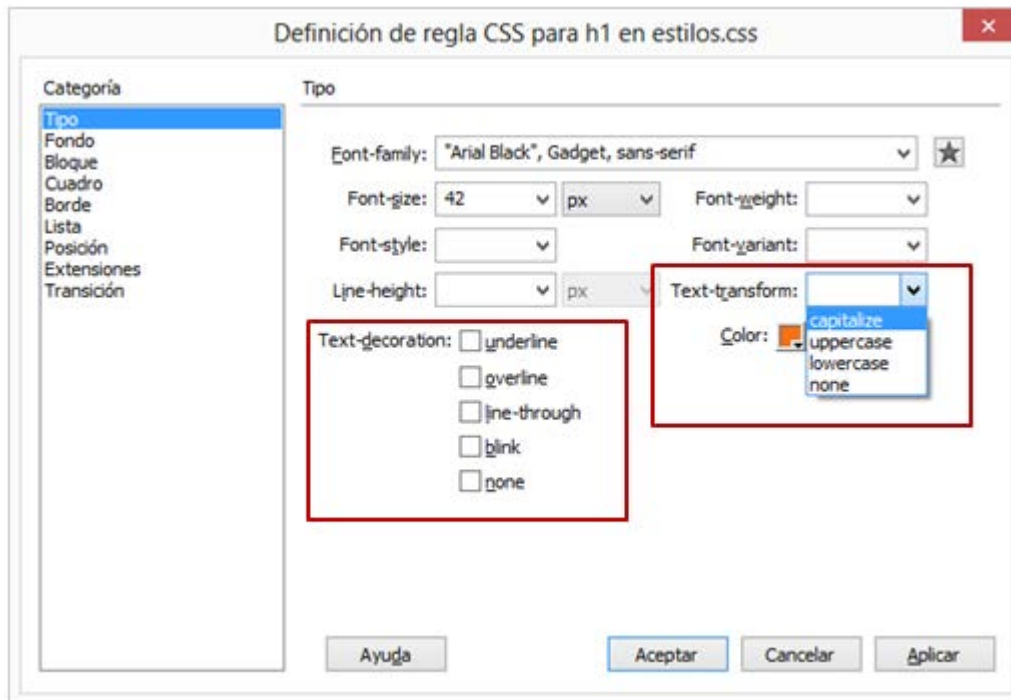 Definición de regla CSS para h1 en estilos.css
Categoría
Tipo
Fondo
Bloque
Cuadro
Borde
Lista
Posición
Extensiones
Transición
Tipo
Font-family: "Arial Black", Gadget, sans-serif
Font-size: 42 px Font-weight:
Font-style: Font-variant:
Line-height: px Text-transform:
capitalize
uppercase
lowercase
none
Color:
Text-decoration: underline
overline
line-through
blink
none
Ayuda Aceptar Cancelar Aplicar